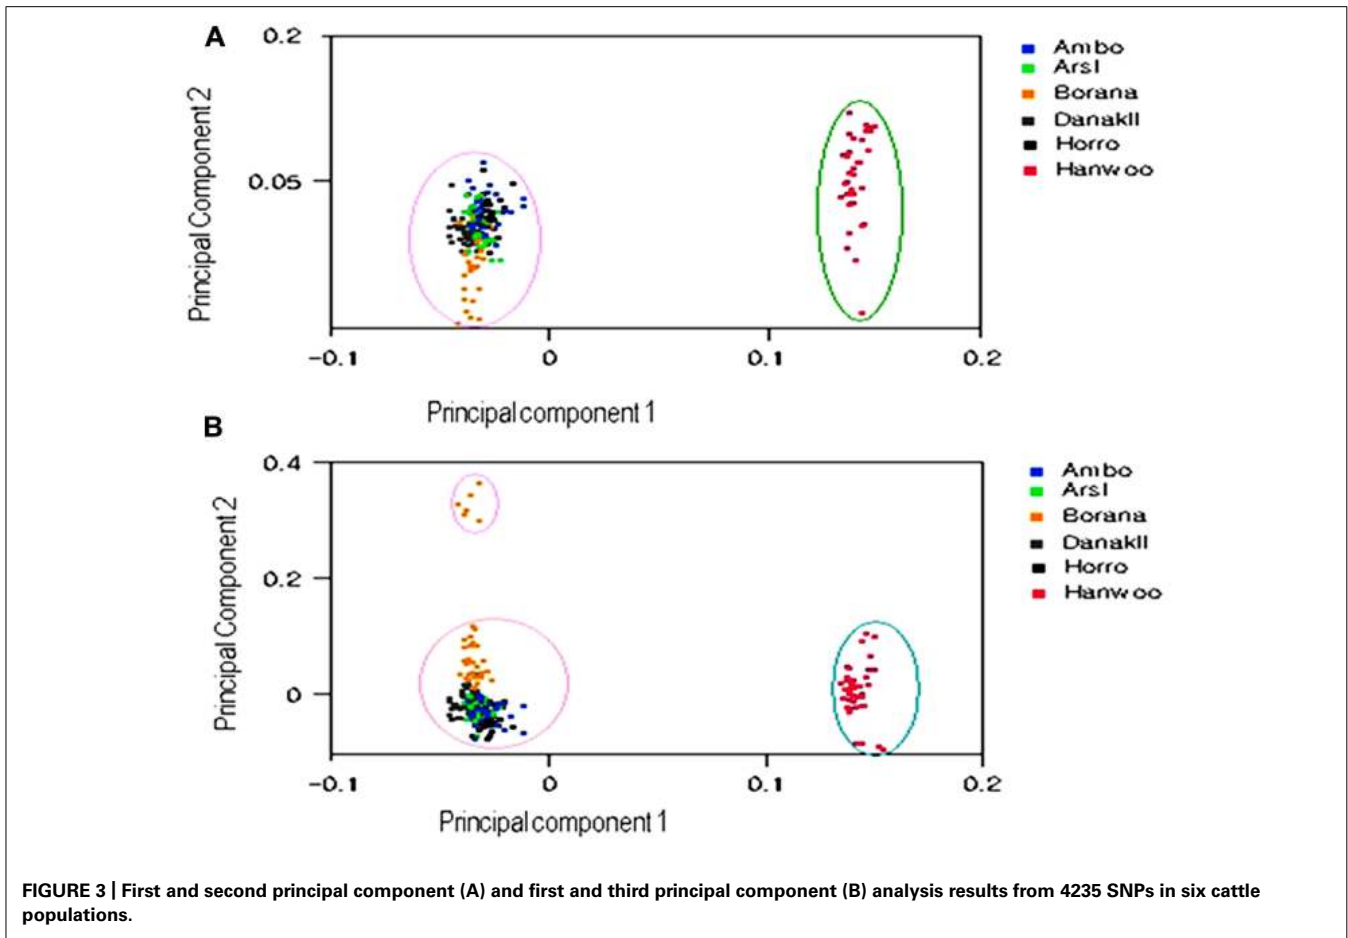 A
0.2
0.05
Principal Component 2
-0.1
0
0.1
0.2
Principal component 1
Ambo
ArsI
Borana
DanakII
Horro
Hanwoo
B
0.4
0.2
0
Principal Component 2
-0.1
0
0.1
0.2
Principal component 1
Ambo
ArsI
Borana
DanakII
Horro
Hanwoo
FIGURE 3 | First and second principal component (A) and first and third principal component (B) analysis results from 4235 SNPs in six cattle
populations.